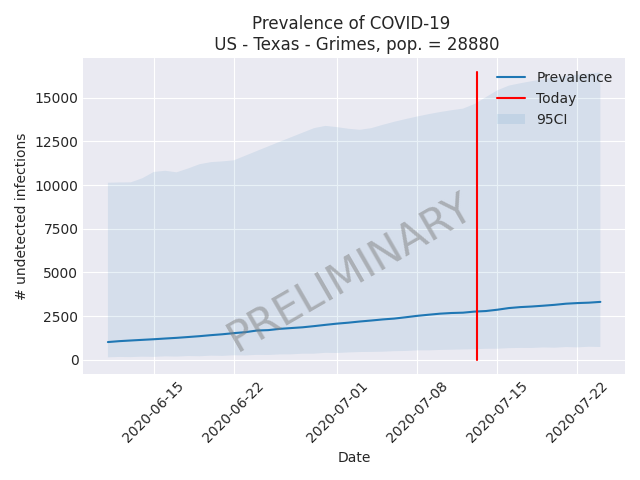 Prevalence of COVID-19
US - Texas - Grimes, pop. = 28880
Prevalence
Today
95CI
# undetected infections
15000
12500
10000
7500
5000
2500
0
PRELIMINARY
2020-06-15
2020-06-22
2020-07-01
2020-07-08
2020-07-15
2020-07-22
Date